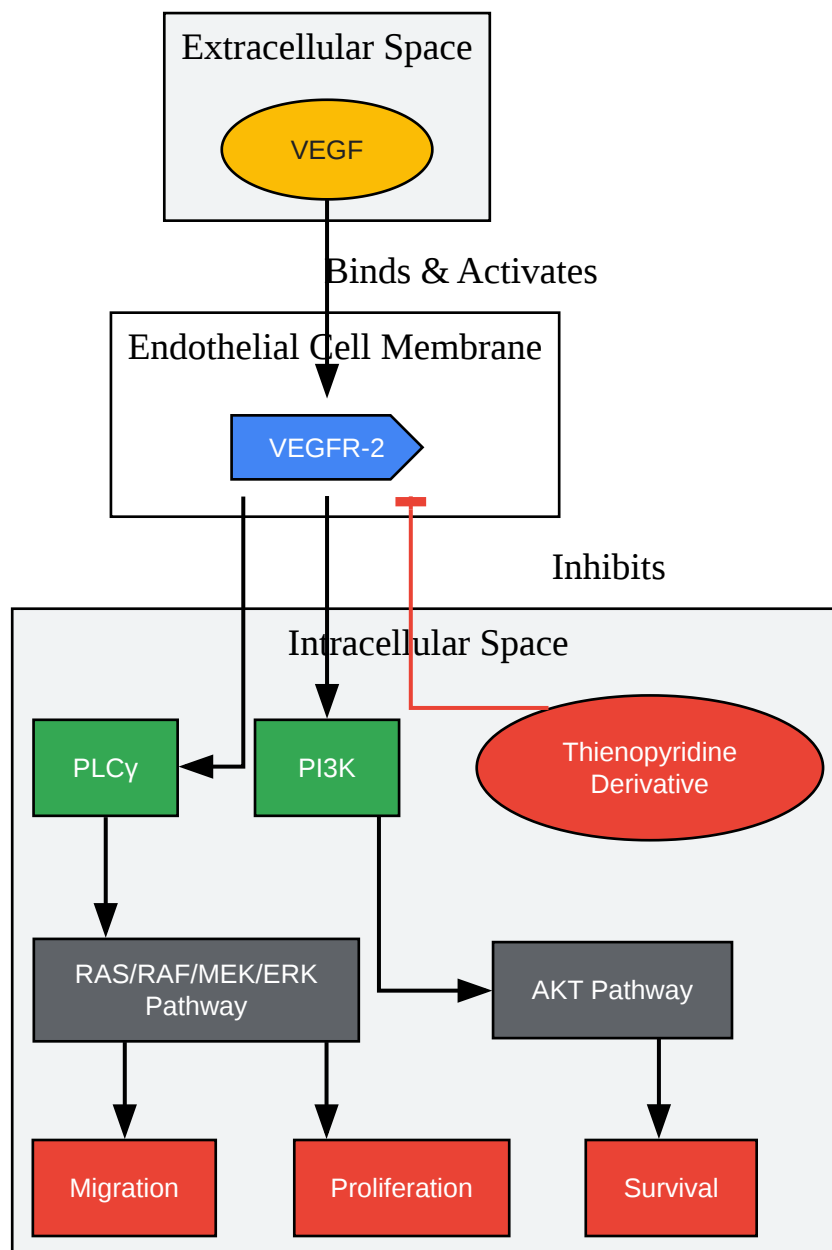 Extracellular Space
VEGF
Binds & Activates
Endothelial Cell Membrane
VEGFR-2
Inhibits
Intracellular Space
PLCγ
PI3K
Thienopyridine
Derivative
RAS/RAF/MEK/ERK
Pathway
AKT Pathway
Migration
Proliferation
Survival